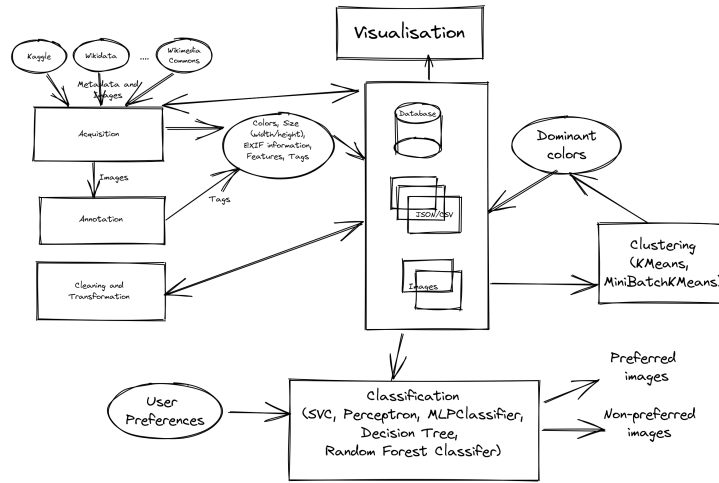 Visualisation
Kaggle
Wikidata
....
Wikimedia
Commons
Metadata and
Images
Acquisition
Colors, Size
(width/height),
EXIF information,
Features, Tags
Database
Dominant
colors
Images
Tags
Annotation
JSON/CSV
Clustering
(KMeans,
MiniBatchKMeans)
Cleaning and
Transformation
Images
Preferred
images
User
Preferences
Classification
(SVC, Perceptron, MLPClassifier,
Decision Tree,
Random Forest Classifer)
Non-preferred
images